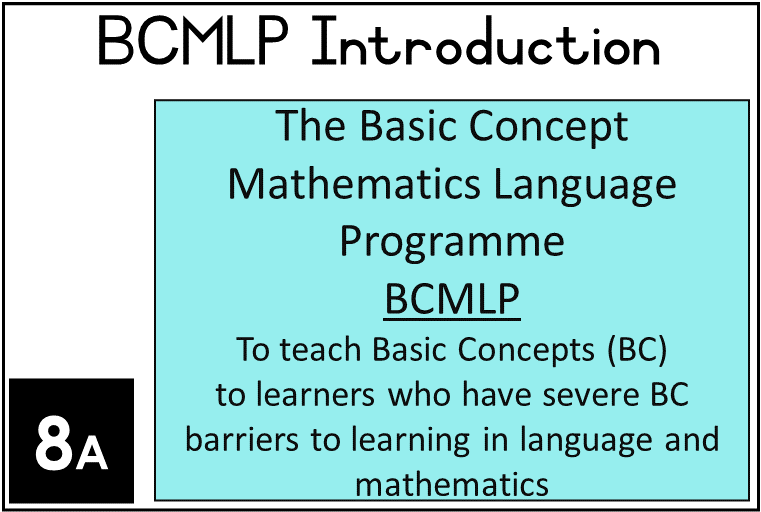 BCMLP Introduction
The Basic Concept
Mathematics Language
Programme
BCMLP
To teach Basic Concepts (BC)
to learners who have severe BC
barriers to learning in language and
mathematics
8A